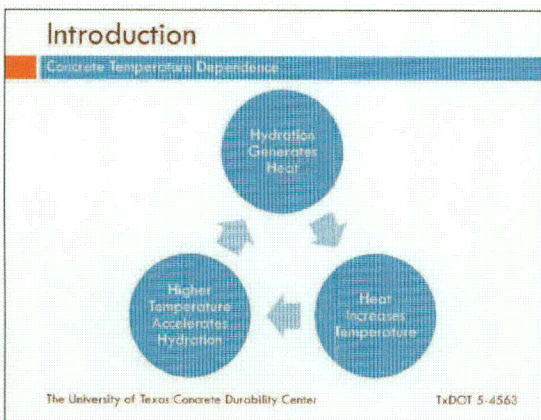 Introduction
Concrete Temperature Dependence
Hydration
Generates
Heat
Heat
Increases
Temperature
Higher
Temperature
Accelerates
Hydration
The University of Texas Concrete Durability Center
TxDOT 5-4563